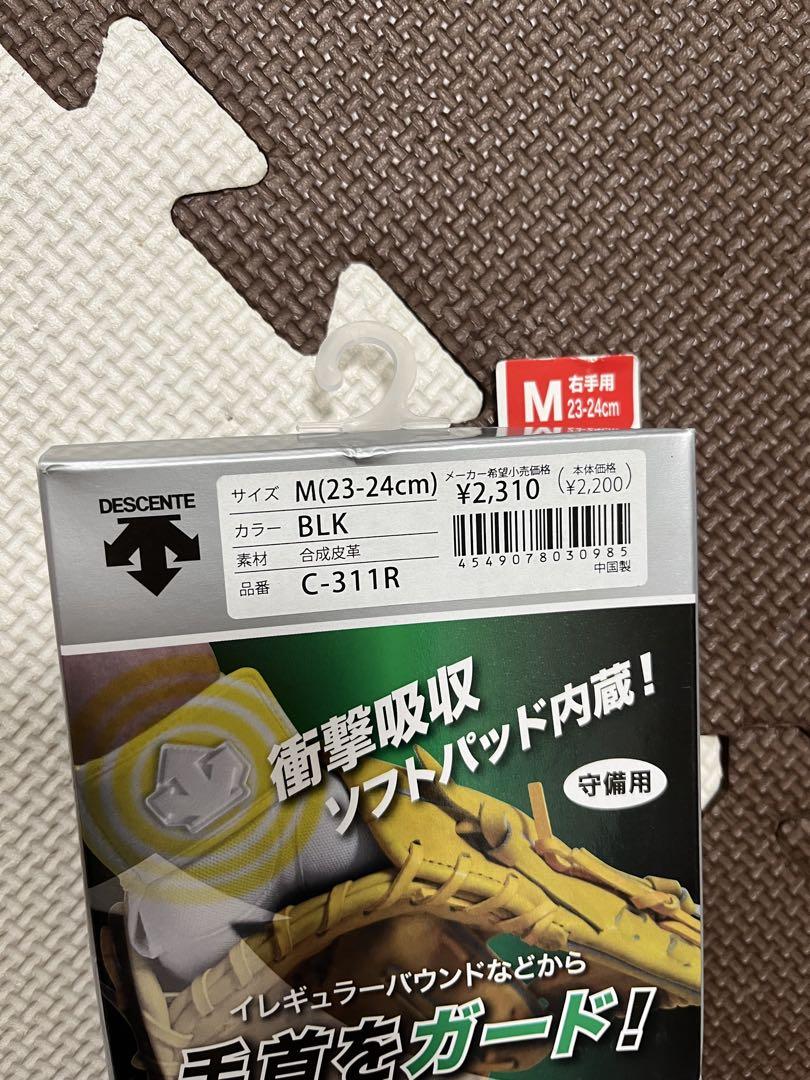 M 右手用
23-24cm
DESCENTE
サイズ M(23-24cm)
メーカー希望小売価格
¥2,310
(本体価格
¥2,200)
カラー BLK
素材 合成皮革
品番 C-311R
4549078030985
中国製
衝撃吸収
ソフトパッド内蔵!
守備用
イレギュラーバウンドなどから
手首をガード!